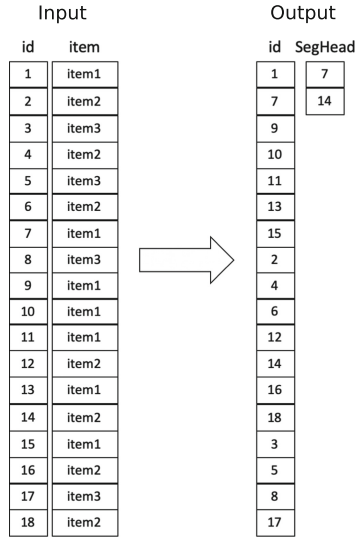 Input Output
id item id SegHead
1 item1 1 7
2 item2 7 14
3 item3 9
4 item2 10
5 item3 11
6 item2 13
7 item1 15
8 item3 2
9 item1 4
10 item1 6
11 item1 12
12 item2 14
13 item1 16
14 item2 18
15 item1 3
16 item2 5
17 item3 8
18 item2 17